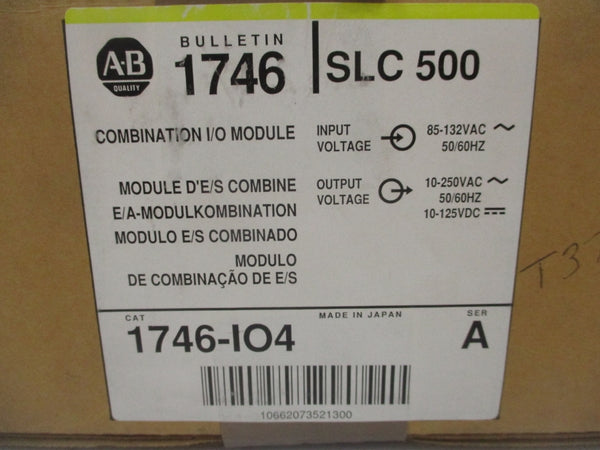 A·B
QUALITY
BULLETIN
1746
SLC 500
COMBINATION I/O MODULE
INPUT
VOLTAGE
85-132VAC
50/60HZ
MODULE D'E/S COMBINE
E/A-MODULKOMBINATION
MODULO E/S COMBINADO
MODULO
DE COMBINAÇAO DE E/S
OUTPUT
VOLTAGE
10-250VAC
50/60HZ
10-125VDC
CAT
MADE IN JAPAN
SER
1746-IO4
A
10662073521300